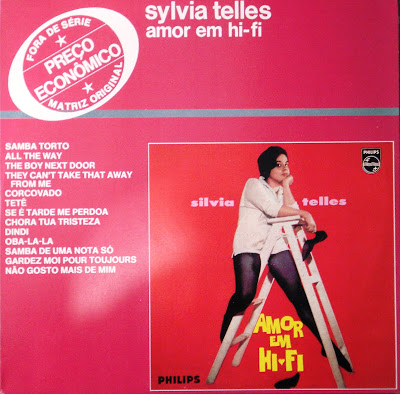 sylvia telles
amor em hi-fi
FORA DE SÉRIE
PREÇO
ECONÔMICO
MATRIZ ORIGINAL
SAMBA TORTO
ALL THE WAY
THE BOY NEXT DOOR
THEY CAN'T TAKE THAT AWAY
FROM ME
CORCOVADO
TETÊ
SE É TARDE ME PERDOA
CHORA TUA TRISTEZA
DINDI
OBA-LA-LA
SAMBA DE UMA NOTA SÓ
GARDEZ MOI POUR TOUJOURS
NÃO GOSTO MAIS DE MIM
PHILIPS
silvia telles
AMOR
EM
HI-FI
PHILIPS